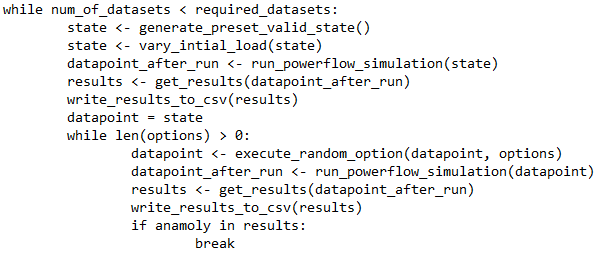 while num_of_datasets < required_datasets:
state <- generate_preset_valid_state()
state <- vary_intial_load(state)
datapoint_after_run <- run_powerflow_simulation(state)
results <- get_results(datapoint_after_run)
write_results_to_csv(results)
datapoint = state
while len(options) > 0:
datapoint <- execute_random_option(datapoint, options)
datapoint_after_run <- run_powerflow_simulation(datapoint)
results <- get_results(datapoint_after_run)
write_results_to_csv(results)
if anamoly in results:
break